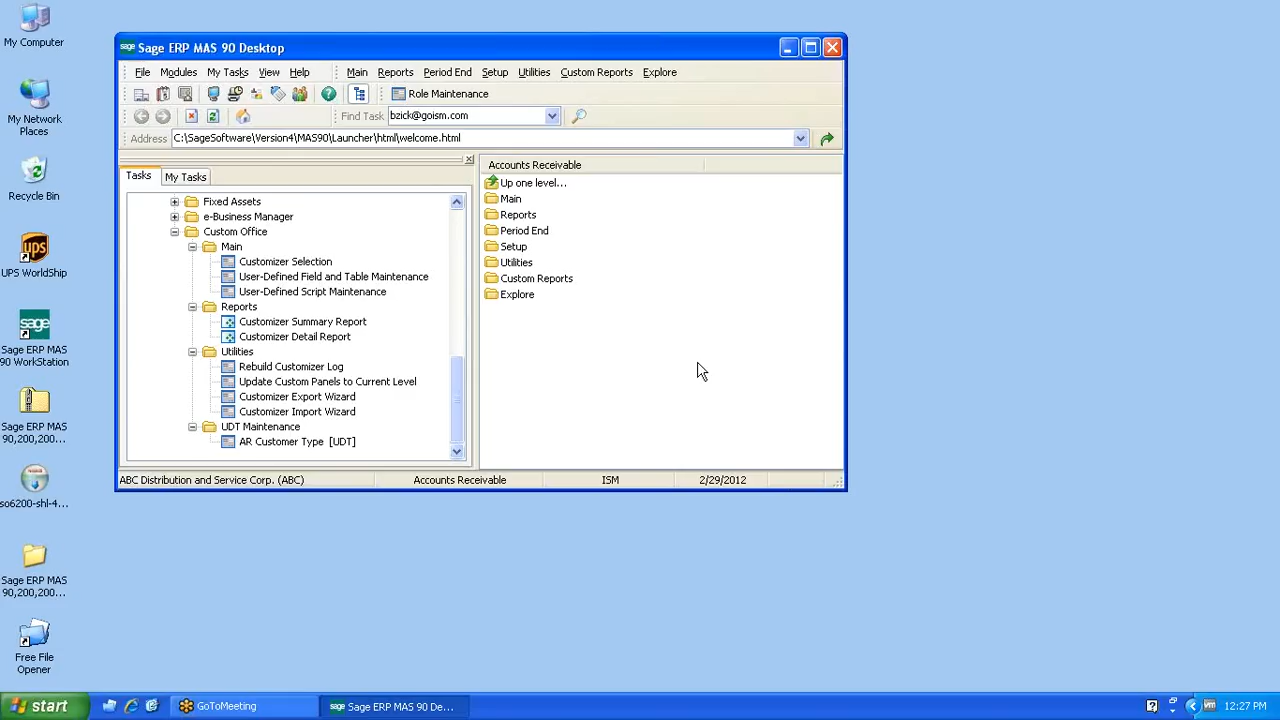 My Computer
My Network
Places
Recycle Bin
UPS WorldShip
Sage ERP MAS
90 WorkStation
Sage ERP MAS
90,200,200...
so6200-shl-4...
Sage ERP MAS
90,200,200...
Free File
Opener
sage Sage ERP MAS 90 Desktop
File Modules My Tasks View Help Main Reports Period End Setup Utilities Custom Reports Explore
Role Maintenance
Find Task bzick@goism.com
Address C:\SageSoftware\Version4\MAS90\Launcher\html\welcome.html
Tasks My Tasks
Fixed Assets
e-Business Manager
Custom Office
Main
Customizer Selection
User-Defined Field and Table Maintenance
User-Defined Script Maintenance
Reports
Customizer Summary Report
Customizer Detail Report
Utilities
Rebuild Customizer Log
Update Custom Panels to Current Level
Customizer Export Wizard
Customizer Import Wizard
UDT Maintenance
AR Customer Type [UDT]
Accounts Receivable
Up one level...
Main
Reports
Period End
Setup
Utilities
Custom Reports
Explore
ABC Distribution and Service Corp. (ABC) Accounts Receivable ISM 2/29/2012
start GoToMeeting sage Sage ERP MAS 90 De... 12:27 PM